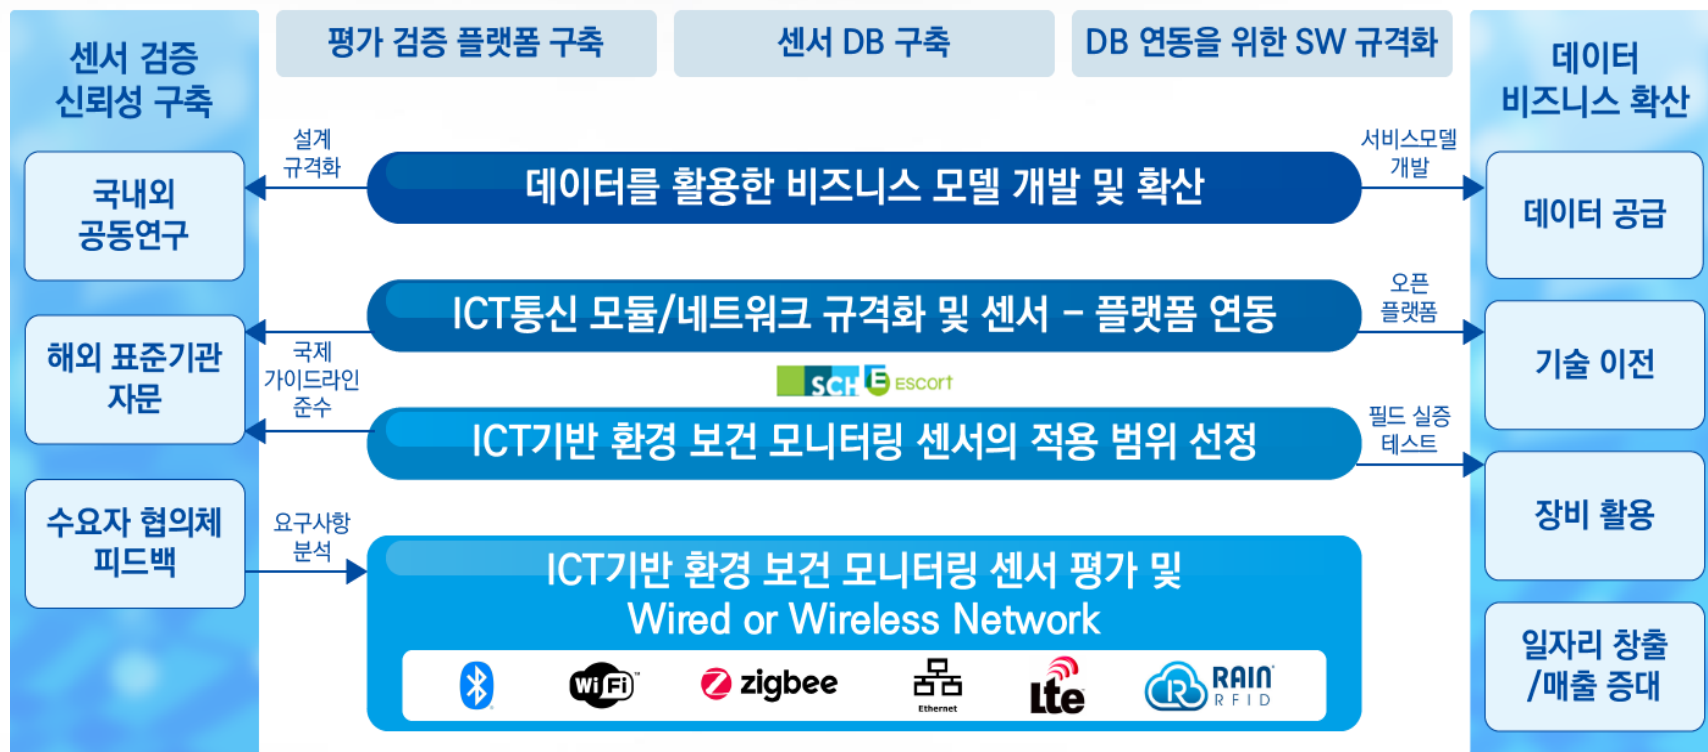 센서 검증
신뢰성 구축
평가 검증 플랫폼 구축
센서 DB 구축
DB 연동을 위한 SW 규격화
데이터
비즈니스 확산
국내외
공동연구
설계
규격화
데이터를 활용한 비즈니스 모델 개발 및 확산
서비스모델
개발
데이터 공급
ICT통신 모듈/네트워크 규격화 및 센서 – 플랫폼 연동
오픈
플랫폼
해외 표준기관
자문
국제
가이드라인
준수
SCH E Escort
기술 이전
ICT기반 환경 보건 모니터링 센서의 적용 범위 선정
필드 실증
테스트
수요자 협의체
피드백
요구사항
분석
장비 활용
ICT기반 환경 보건 모니터링 센서 평가 및
Wired or Wireless Network
WiFi
zigbee
Ethernet
Lte
R
RAIN
RFID
일자리 창출
/매출 증대